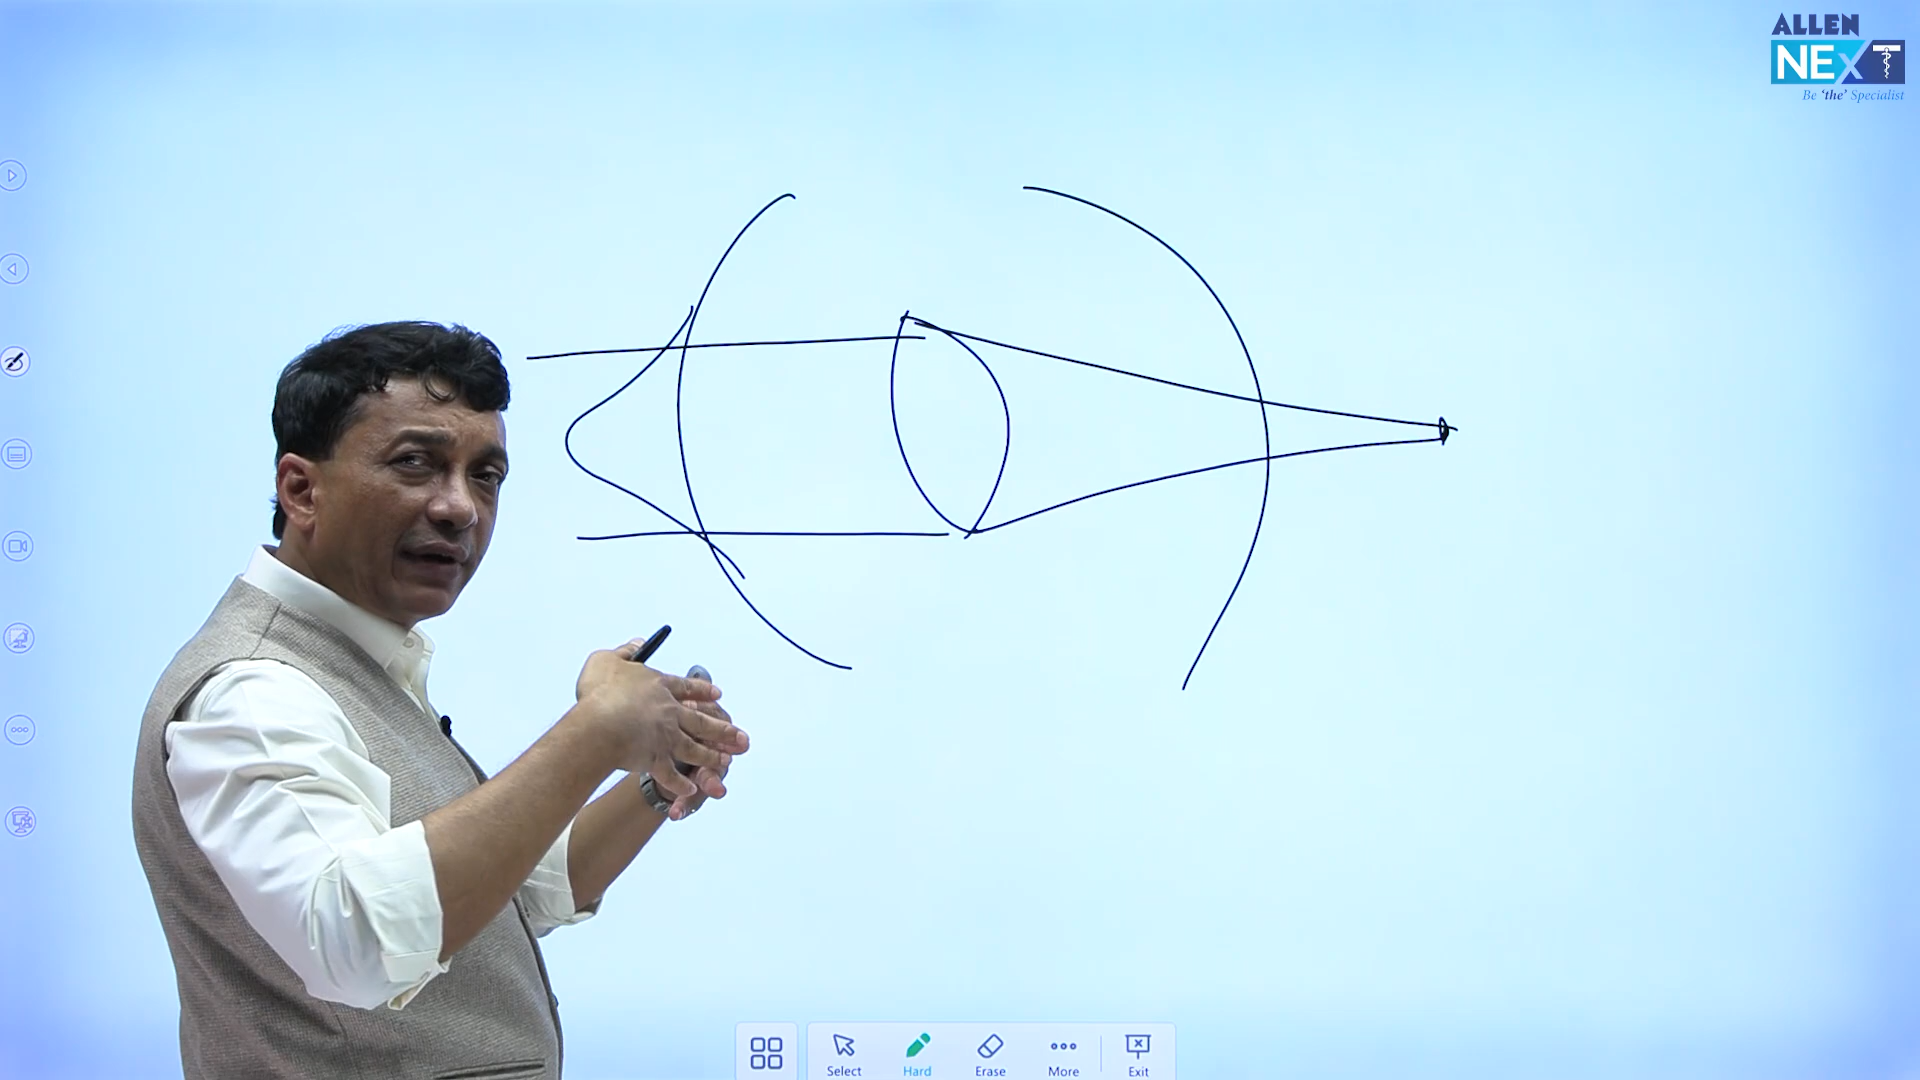 ALLEN
NEXT
Be 'the' Specialist
Select
Hard
Erase
More
Exit